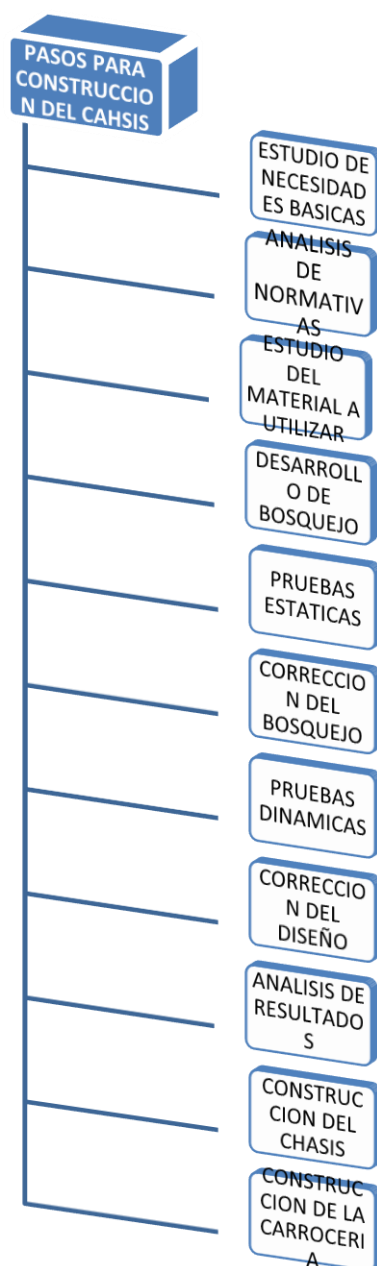 PASOS PARA
CONSTRUCCIO
N DEL CAHSIS
ESTUDIO DE
NECESIDAD
ES BASICAS
ANALISIS
DE
NORMATIV
AS
ESTUDIO
DEL
MATERIAL A
UTILIZAR
DESARROLL
O DE
BOSQUEJO
PRUEBAS
ESTATICAS
CORRECCIO
N DEL
BOSQUEJO
PRUEBAS
DINAMICAS
CORRECCIO
N DEL
DISEÑO
ANALISIS DE
RESULTADO
S
CONSTRUC
CION DEL
CHASIS
CONSTRUC
CION DE LA
CARROCERI
A